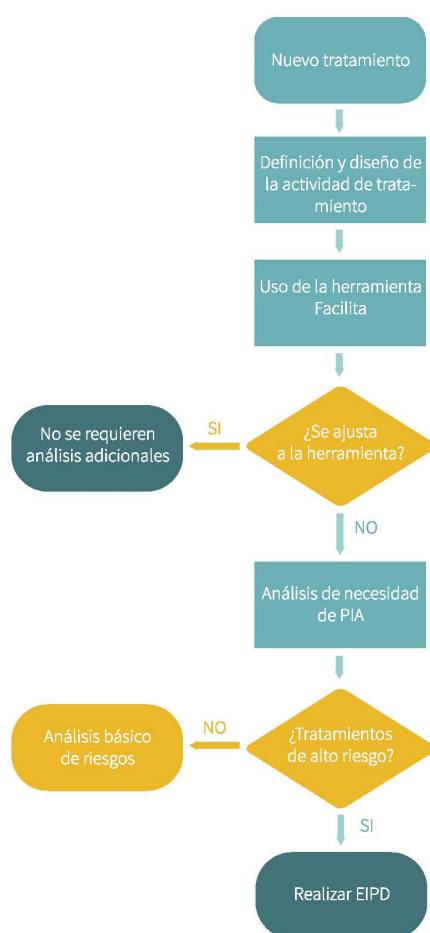 Nuevo tratamiento
Definición y diseño de
la actividad de trata-
miento
Uso de la herramienta
Facilita
¿Se ajusta
a la herramienta?
SI
No se requieren
análisis adicionales
NO
Análisis de necesidad
de PIA
¿Tratamientos
de alto riesgo?
NO
Análisis básico
de riesgos
SI
Realizar EIPD